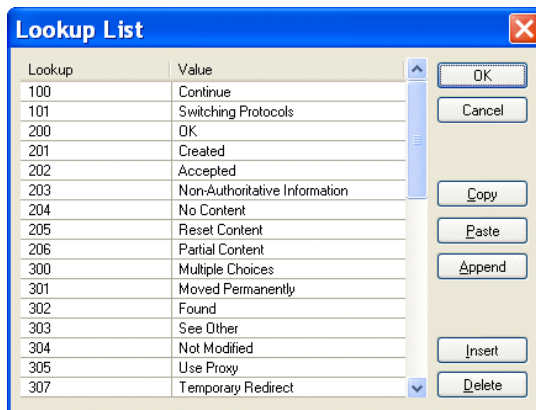 Lookup List
Lookup Value
100 Continue
101 Switching Protocols
200 OK
201 Created
202 Accepted
203 Non-Authoritative Information
204 No Content
205 Reset Content
206 Partial Content
300 Multiple Choices
301 Moved Permanently
302 Found
303 See Other
304 Not Modified
305 Use Proxy
307 Temporary Redirect
OK
Cancel
Copy
Paste
Append
Insert
Delete